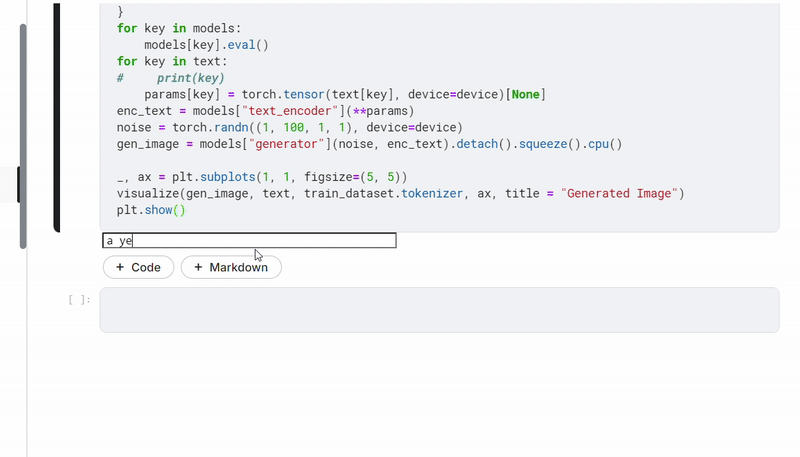 }
for key in models:
    models[key].eval()
for key in text:
#     print(key)
    params[key] = torch.tensor(text[key], device=device)[None]
enc_text = models["text_encoder"](**params)
noise = torch.randn((1, 100, 1, 1), device=device)
gen_image = models["generator"](noise, enc_text).detach().squeeze().cpu()
_, ax = plt.subplots(1, 1, figsize=(5, 5))
visualize(gen_image, text, train_dataset.tokenizer, ax, title = "Generated Image")
plt.show()
a ye
+ Code + Markdown
[ ]: